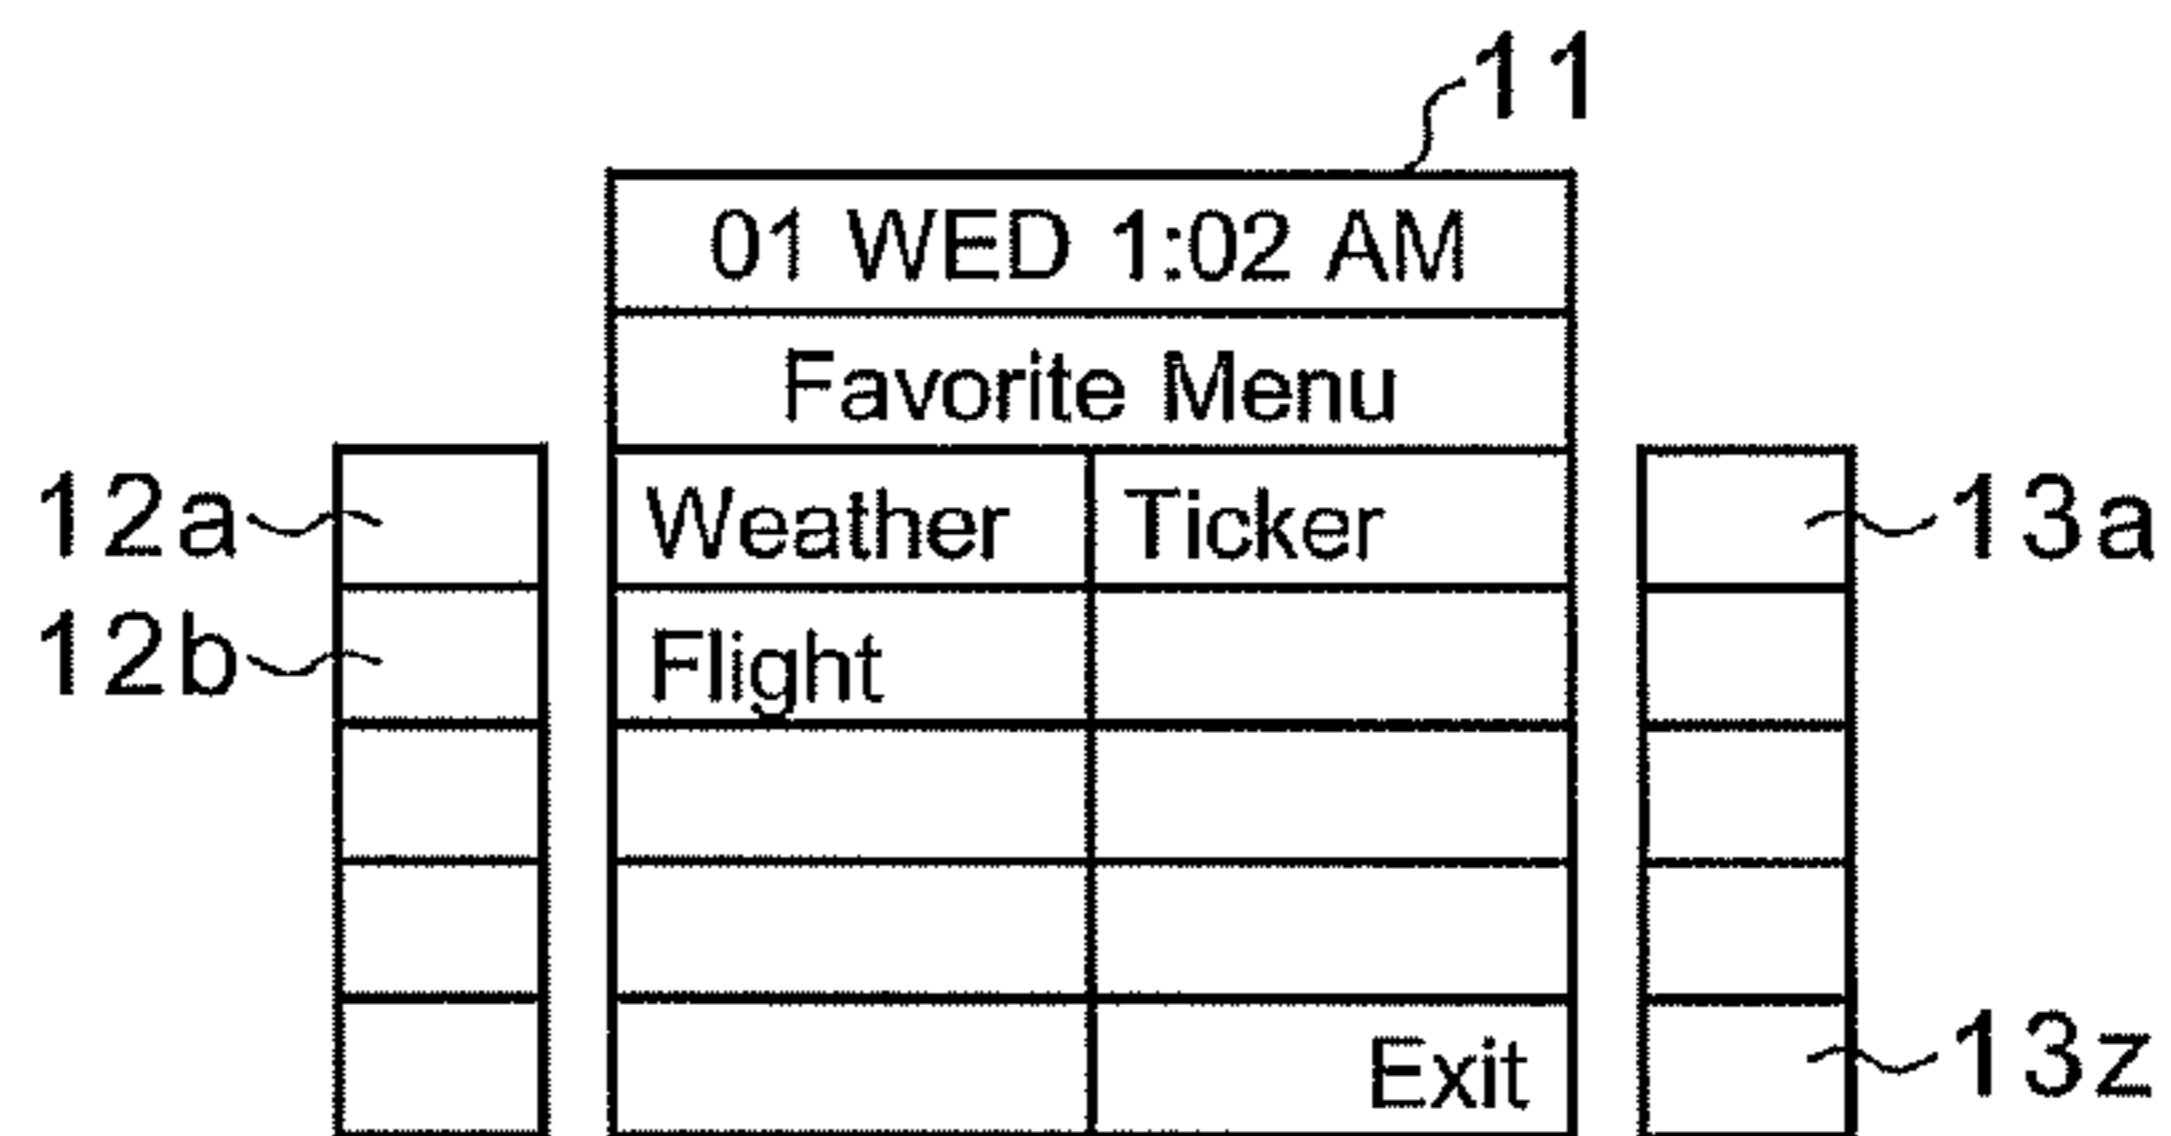 11
01 WED 1:02 AM
Favorite Menu
12a Weather Ticker 13a
12b Flight
Exit 13z